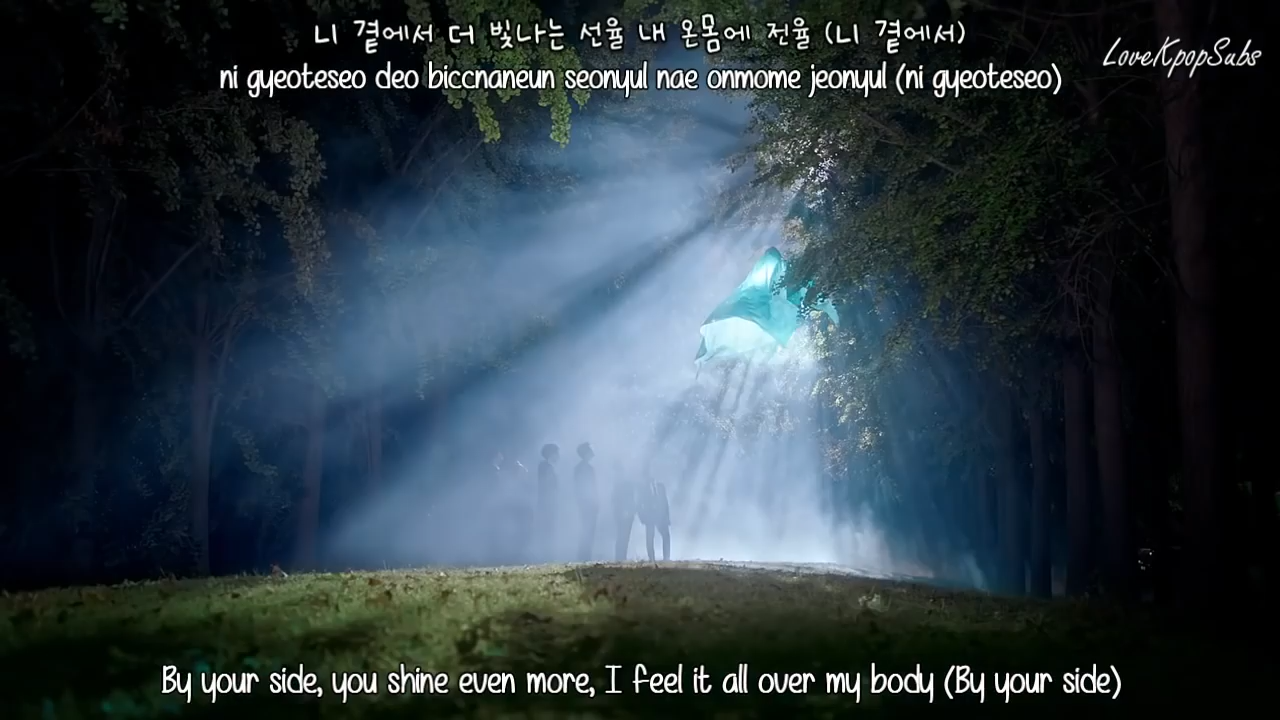 니 곁에서 더 빛나는 선율 내 온몸에 전율 (니 곁에서)
ni gyeoteseo deo biccnaneun seonyul nae onmome jeonyul (ni gyeoteseo)
LoveKpopSubs
By your side, you shine even more, I feel it all over my body (By your side)